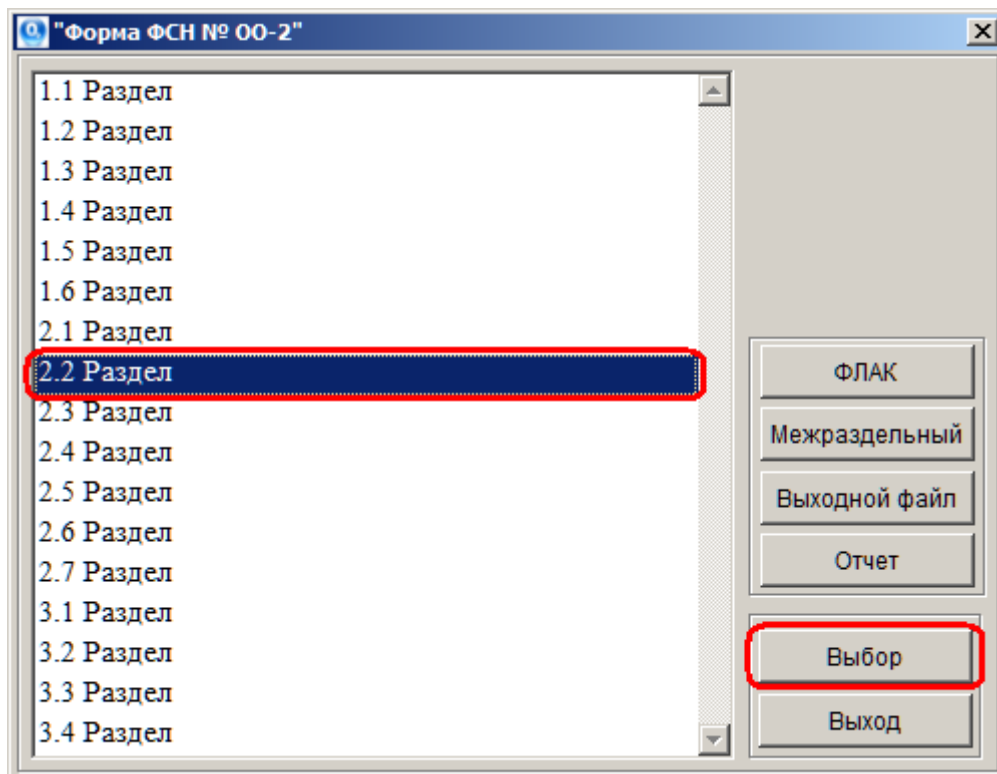 "Форма ФСН № ОО-2"
1.1 Раздел
1.2 Раздел
1.3 Раздел
1.4 Раздел
1.5 Раздел
1.6 Раздел
2.1 Раздел
2.2 Раздел
2.3 Раздел
2.4 Раздел
2.5 Раздел
2.6 Раздел
2.7 Раздел
3.1 Раздел
3.2 Раздел
3.3 Раздел
3.4 Раздел
ФЛАК
Межраздельный
Выходной файл
Отчет
Выбор
Выход